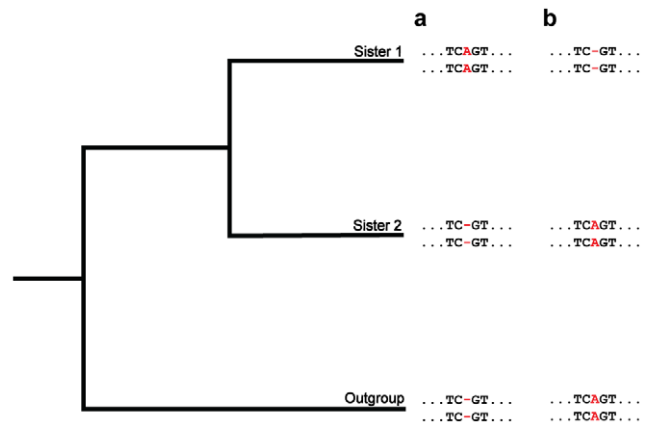 a b
Sister 1 ...TCAGT... ...TC-GT...
...TCAGT... ...TC-GT...
Sister 2 ...TC-GT... ...TCAGT...
...TC-GT... ...TCAGT...
Outgroup ...TC-GT... ...TCAGT...
...TC-GT... ...TCAGT...